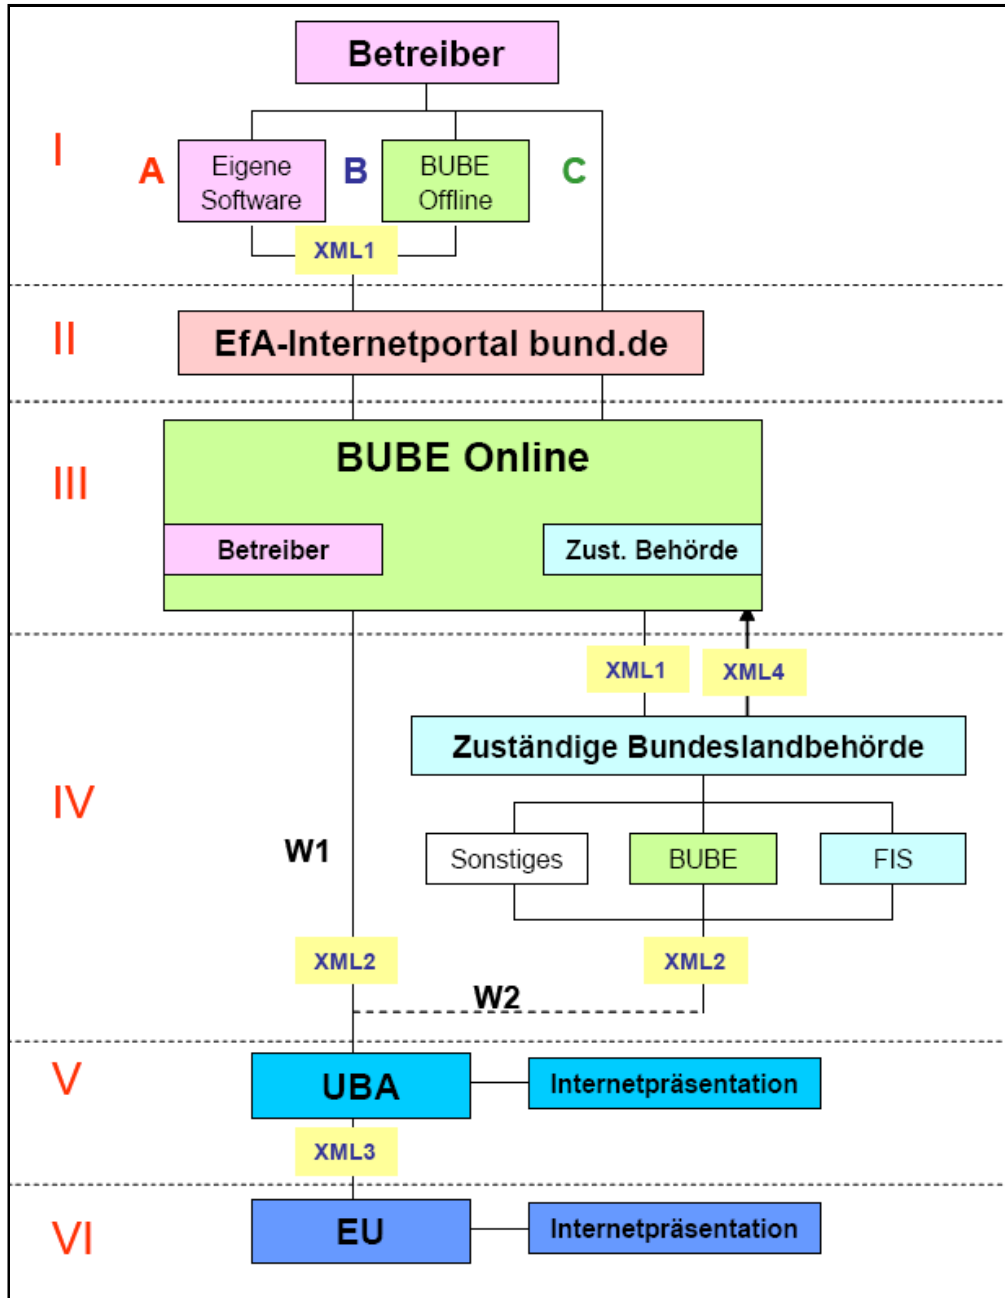 Betreiber
I
A
Eigene
Software
B
BUBE
Offline
C
XML1
II
EfA-Internetportal bund.de
III
BUBE Online
Betreiber
Zust. Behörde
XML1
XML4
Zuständige Bundeslandbehörde
IV
W1
Sonstiges
BUBE
FIS
XML2
XML2
W2
V
UBA
Internetpräsentation
XML3
VI
EU
Internetpräsentation